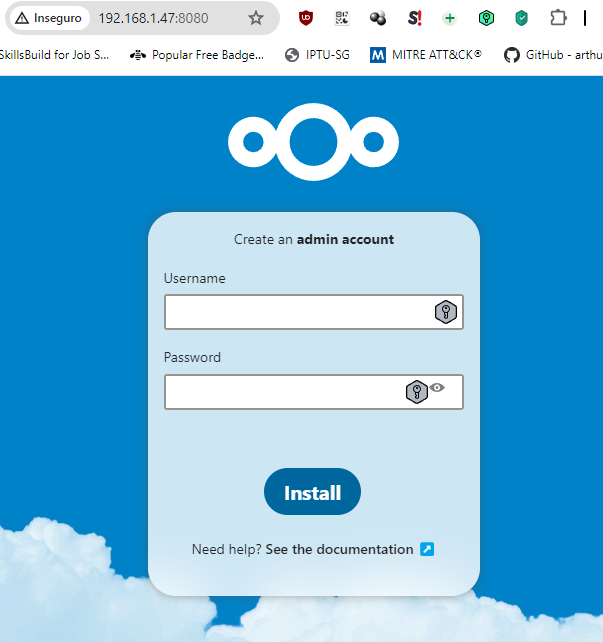 Inseguro 192.168.1.47:8080
SkillsBuild for Job S... Popular Free Badge... IPTU-SG MITRE ATT&CK® GitHub - arthu
Create an admin account
Username
Password
Install
Need help? See the documentation